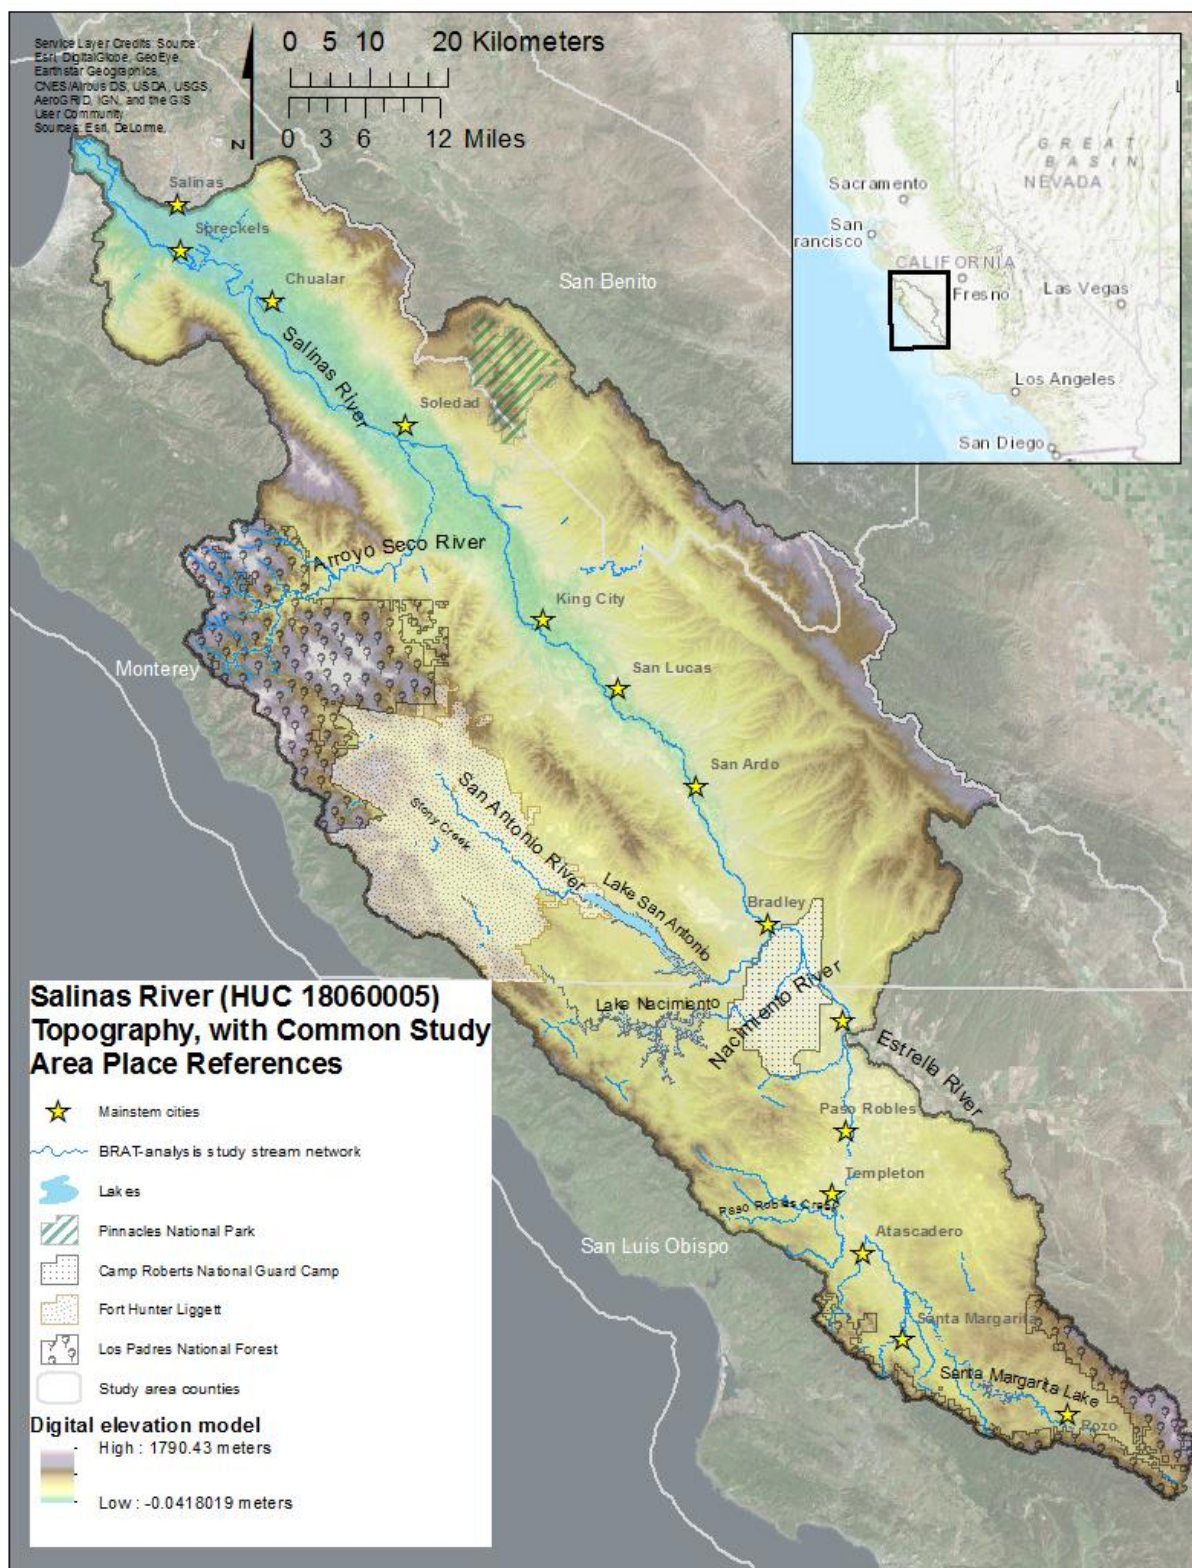 Service Layer Credits: Source:
Esri, DigitalGlobe, GeoEye,
Earthstar Geographics,
CNES/Airbus DS, USDA, USGS,
AeroGRID, IGN, and the GIS
User Community
Sources: Esri, DeLorme,
N
0 5 10 20 Kilometers
0 3 6 12 Miles
GREAT
BASIN
NEVADA
Sacramento
San
rancisco
CALIFORNIA
Fresno
Las Vegas
Los Angeles
San Diego
L
Salinas
Spreckels
Chualar
San Benito
Salinas River
Soledad
Arroyo Seco River
King City
Monterey
San Lucas
San Ardo
San Antonio River
Stony Creek
Lake San Antonio
Bradley
Lake Nacimiento
Nacimiento River
Estrella River
Paso Robles
Templeton
Paso Robles Creek
Atascadero
San Luis Obispo
Santa Margarita
Santa Margarita Lake
Pozo
Salinas River (HUC 18060005)
Topography, with Common Study
Area Place References
Mainstem cities
BRAT-analysis study stream network
Lakes
Pinnacles National Park
Camp Roberts National Guard Camp
Fort Hunter Liggett
Los Padres National Forest
Study area counties
Digital elevation model
High : 1790.43 meters
Low : -0.0418019 meters